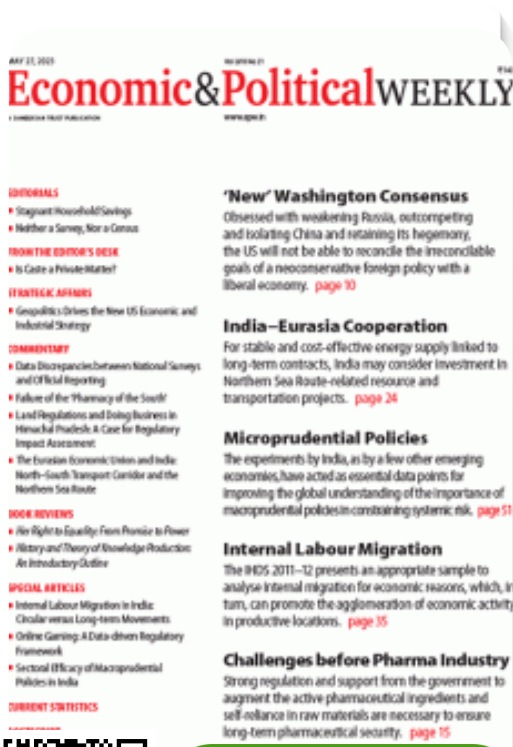 MAY 27, 2023
Economic&PoliticalWEEKLY
A SAMEEKSHA TRUST PUBLICATION
www.epw.in
EDITORIALS
Stagnant Household Savings
Neither a Survey, Nor a Census
FROM THE EDITOR'S DESK
Is Caste a Private Matter?
STRATEGIC AFFAIRS
Geopolitics Drives the New US Economic and
Industrial Strategy
COMMENTARY
Data Discrepancies between National Surveys
and Official Reporting
Failure of the 'Pharmacy of the South'
Land Regulations and Doing Business in
Himachal Pradesh: A Case for Regulatory
Impact Assessment
The Eurasian Economic Union and India:
North–South Transport Corridor and the
Northern Sea Route
BOOK REVIEWS
Her Right to Equality: From Promise to Power
History and Theory of Knowledge Production:
An Introductory Outline
SPECIAL ARTICLES
Internal Labour Migration in India:
Circular versus Long-term Movements
Online Gaming: A Data-driven Regulatory
Framework
Sectoral Efficacy of Macroprudential
Policies in India
CURRENT STATISTICS
'New' Washington Consensus
Obsessed with weakening Russia, outcompeting
and isolating China and retaining its hegemony,
the US will not be able to reconcile the irreconcilable
goals of a neoconservative foreign policy with a
liberal economy. page 10
India–Eurasia Cooperation
For stable and cost-effective energy supply linked to
long-term contracts, India may consider investment in
Northern Sea Route-related resource and
transportation projects. page 24
Microprudential Policies
The experiments by India, as by a few other emerging
economies, have acted as essential data points for
improving the global understanding of the importance of
macroprudential policies in constraining systemic risk. page 51
Internal Labour Migration
The IHDS 2011–12 presents an appropriate sample to
analyse internal migration for economic reasons, which, in
turn, can promote the agglomeration of economic activity
in productive locations. page 35
Challenges before Pharma Industry
Strong regulation and support from the government to
augment the active pharmaceutical ingredients and
self-reliance in raw materials are necessary to ensure
long-term pharmaceutical security. page 15